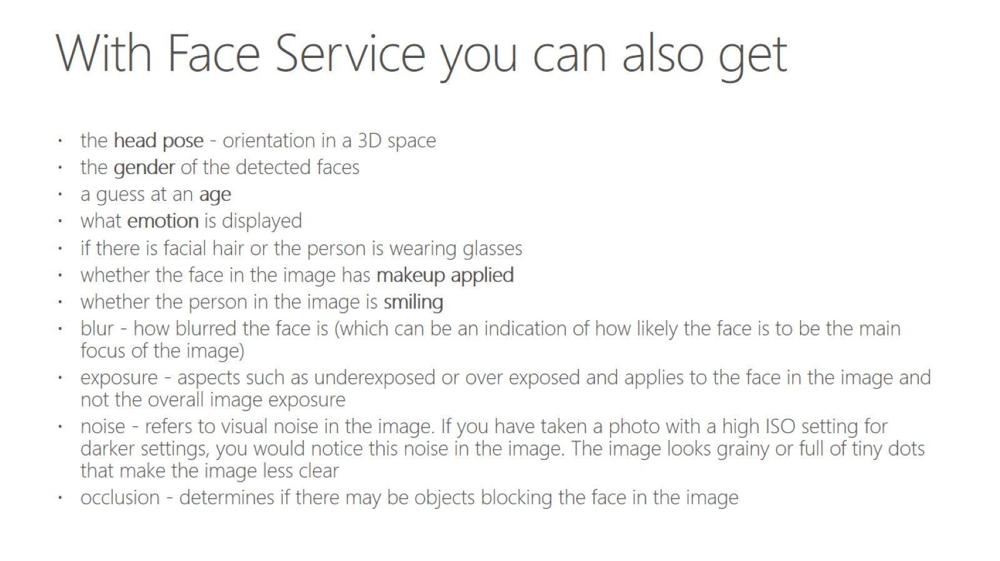 With Face Service you can also get
• the head pose - orientation in a 3D space
• the gender of the detected faces
• a guess at an age
• what emotion is displayed
• if there is facial hair or the person is wearing glasses
• whether the face in the image has makeup applied
• whether the person in the image is smiling
• blur - how blurred the face is (which can be an indication of how likely the face is to be the main
focus of the image)
• exposure - aspects such as underexposed or over exposed and applies to the face in the image and
not the overall image exposure
• noise - refers to visual noise in the image. If you have taken a photo with a high ISO setting for
darker settings, you would notice this noise in the image. The image looks grainy or full of tiny dots
that make the image less clear
• occlusion - determines if there may be objects blocking the face in the image